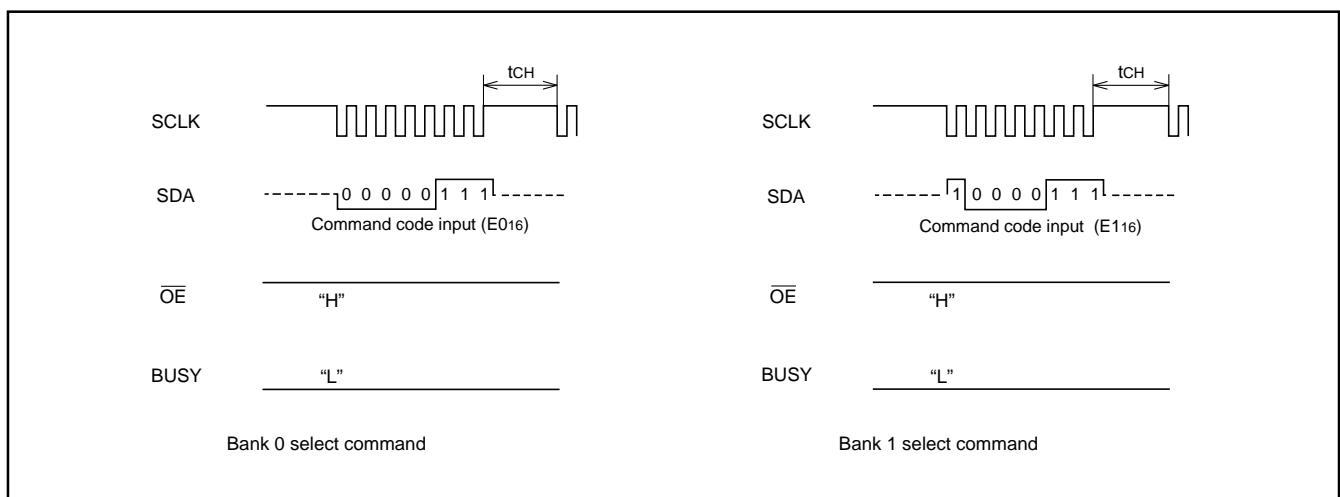 tCH
SCLK
SDA
0 0 0 0 0 1 1 1
Command code input (E016)
OE
“H”
BUSY
“L”
Bank 0 select command
tCH
SCLK
SDA
1 0 0 0 0 1 1 1
Command code input (E116)
OE
“H”
BUSY
“L”
Bank 1 select command